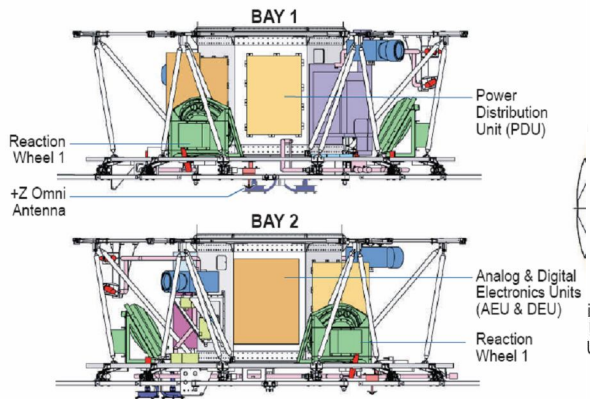 BAY 1
Power
Distribution
Unit (PDU)
Reaction
Wheel 1
+Z Omni
Antenna
BAY 2
Analog & Digital
Electronics Units
(AEU & DEU)
Reaction
Wheel 1